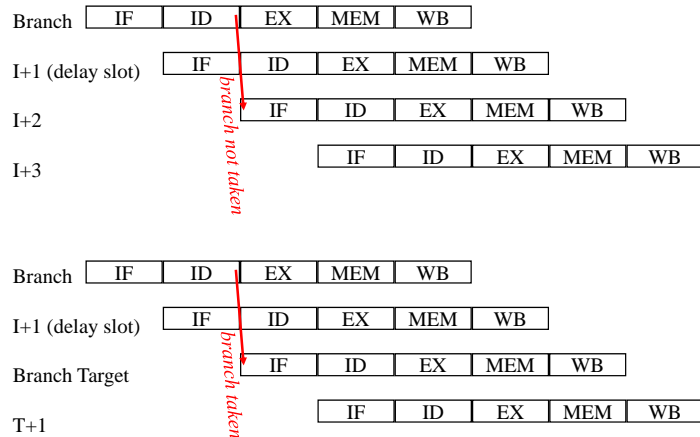 Branch IF ID EX MEM WB
I+1 (delay slot) IF ID EX MEM WB
I+2 IF ID EX MEM WB
I+3 IF ID EX MEM WB
branch not taken
Branch IF ID EX MEM WB
I+1 (delay slot) IF ID EX MEM WB
Branch Target IF ID EX MEM WB
T+1 IF ID EX MEM WB
branch taken